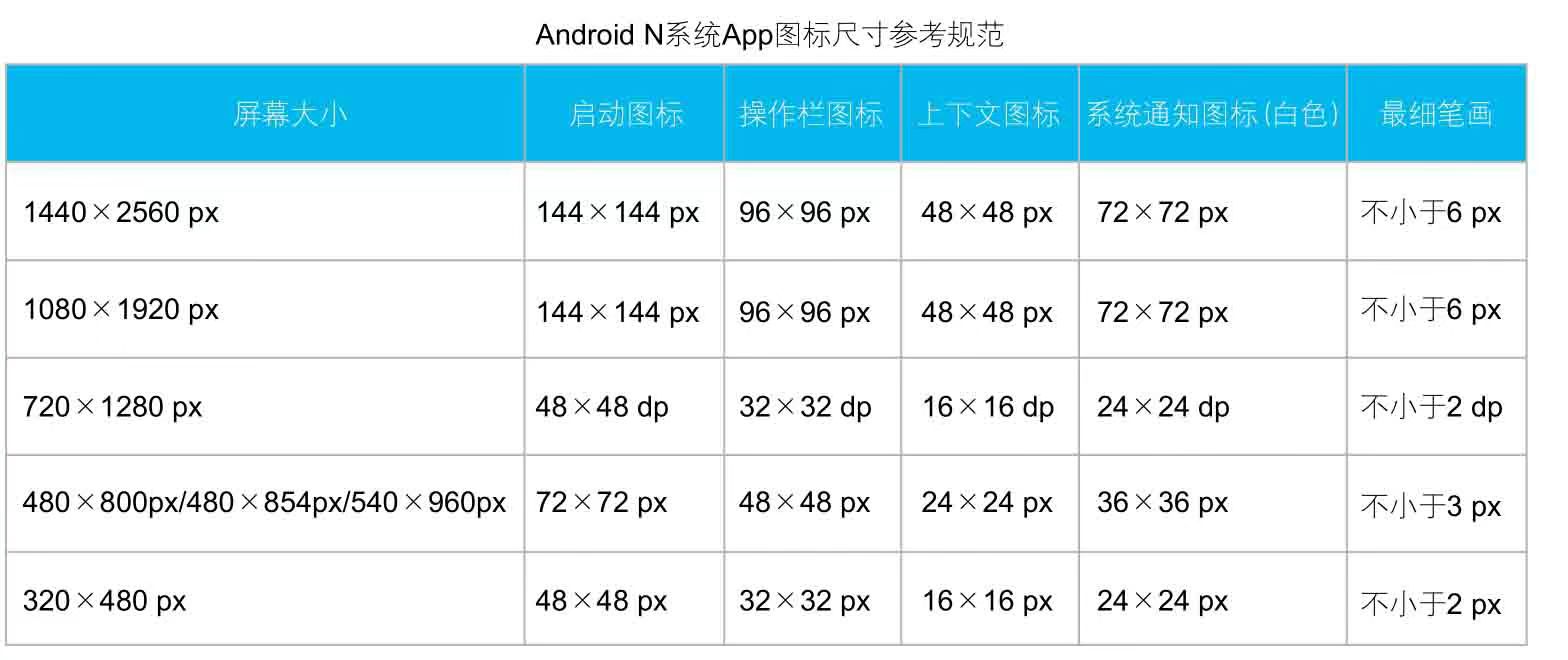 Android N系统App图标尺寸参考规范
屏幕大小 启动图标 操作栏图标 上下文图标 系统通知图标(白色) 最细笔画
1440×2560 px 144×144 px 96×96 px 48×48 px 72×72 px 不小于6 px
1080×1920 px 144×144 px 96×96 px 48×48 px 72×72 px 不小于6 px
720×1280 px 48×48 dp 32×32 dp 16×16 dp 24×24 dp 不小于2 dp
480×800px/480×854px/540×960px 72×72 px 48×48 px 24×24 px 36×36 px 不小于3 px
320×480 px 48×48 px 32×32 px 16×16 px 24×24 px 不小于2 px